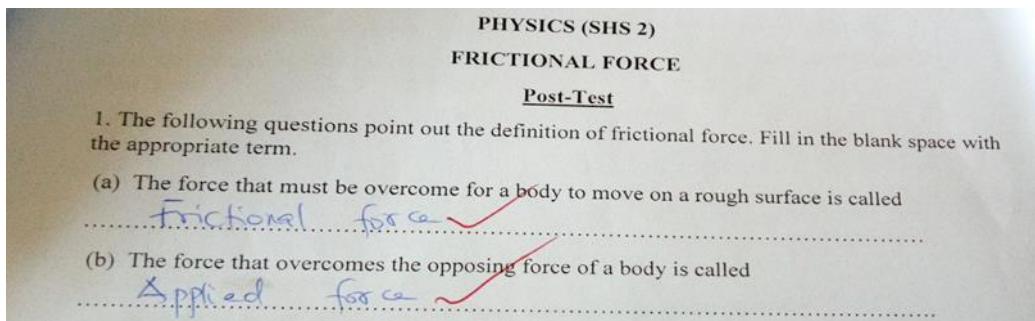 PHYSICS (SHS 2)
FRICTIONAL FORCE
Post-Test
1. The following questions point out the definition of frictional force. Fill in the blank space with
the appropriate term.
(a) The force that must be overcome for a body to move on a rough surface is called
Frictional force
(b) The force that overcomes the opposing force of a body is called
Applied force